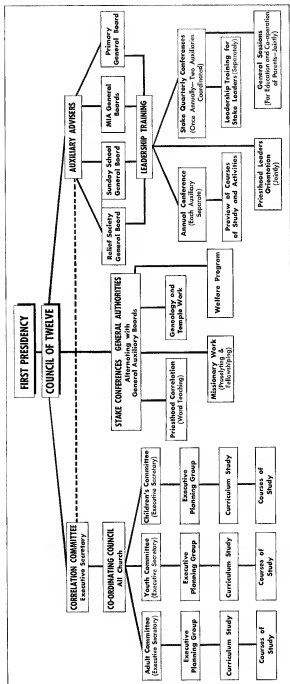 FIRST PRESIDENCY
COUNCIL OF TWELVE
CORRELATION COMMITTEE
Executive Secretary
CO-ORDINATING COUNCIL
All Church
Adult Committee
(Executive Secretary)
Youth Committee
(Executive Secretary)
Children's Committee
(Executive Secretary)
Executive
Planning Group
Executive
Planning Group
Executive
Planning Group
Curriculum Study
Curriculum Study
Curriculum Study
Courses of
Study
Courses of
Study
Courses of
Study
STAKE CONFERENCES GENERAL AUTHORITIES
Alternating with
General Auxiliary Boards
Priesthood Correlation
(Ward Teaching)
Genealogy and
Temple Work
Missionary Work
(Proselyting &
Fellowshiping)
Welfare Program
AUXILIARY ADVISERS
Relief Society
General Board
Sunday School
General Board
MIA General
Boards
Primary
General Board
LEADERSHIP TRAINING
Annual Conference
(Each Auxiliary
Separate)
Preview of Courses
of Study and Activities
Priesthood Leaders
Orientation
(Jointly)
Stake Quarterly Conferences
(Once Annually—Two Auxiliaries
Coordinated)
Leadership Training for
Stake Leaders (Separately)
General Sessions
(For Education and Co-operation
of Parents—Jointly)